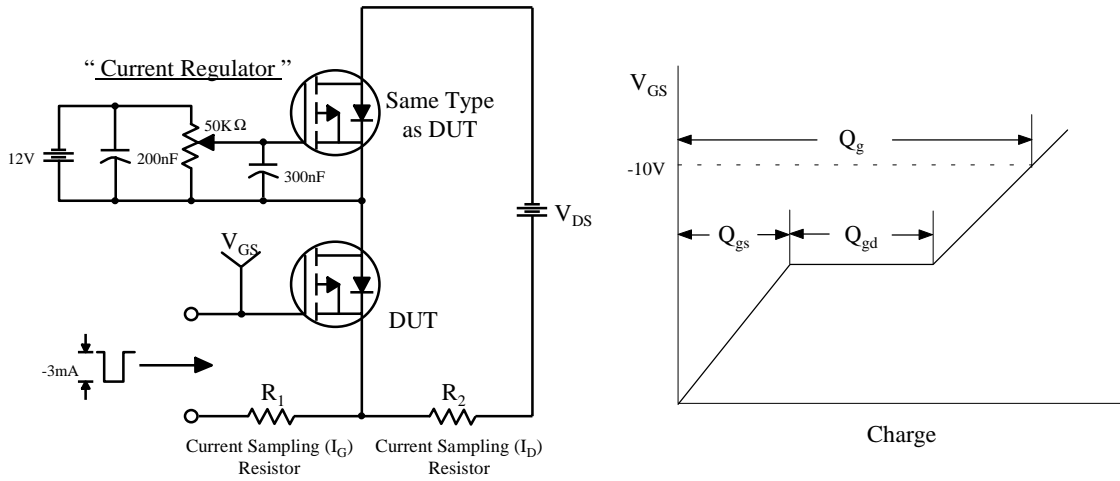 “ Current Regulator ”
12V
200nF
50KΩ
300nF
Same Type
as DUT
V_DS
V_GS
DUT
-3mA
R_1
R_2
Current Sampling (I_G)
Resistor
Current Sampling (I_D)
Resistor
V_GS
-10V
Q_g
Q_gs
Q_gd
Charge